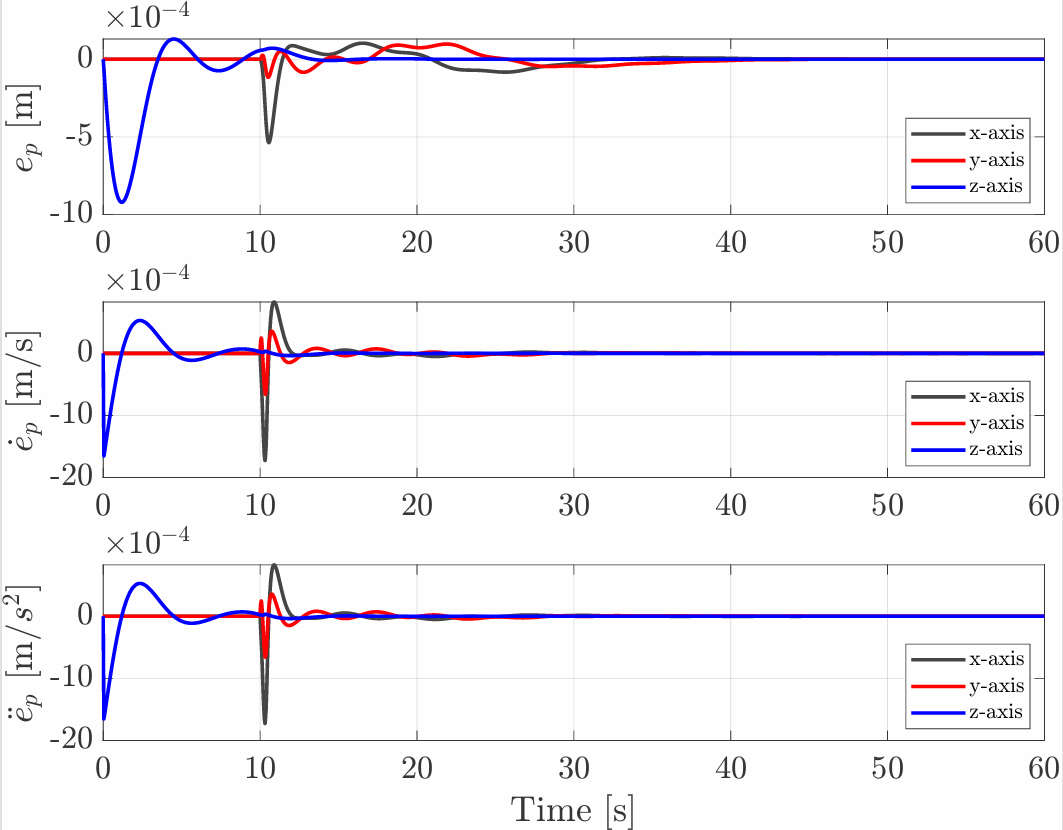 ×10⁻⁴
0
-5
-10
e_p [m]
x-axis
y-axis
z-axis
0 10 20 30 40 50 60
×10⁻⁴
0
-10
-20
ė_p [m/s]
x-axis
y-axis
z-axis
0 10 20 30 40 50 60
×10⁻⁴
0
-10
-20
ë_p [m/s²]
x-axis
y-axis
z-axis
0 10 20 30 40 50 60
Time [s]